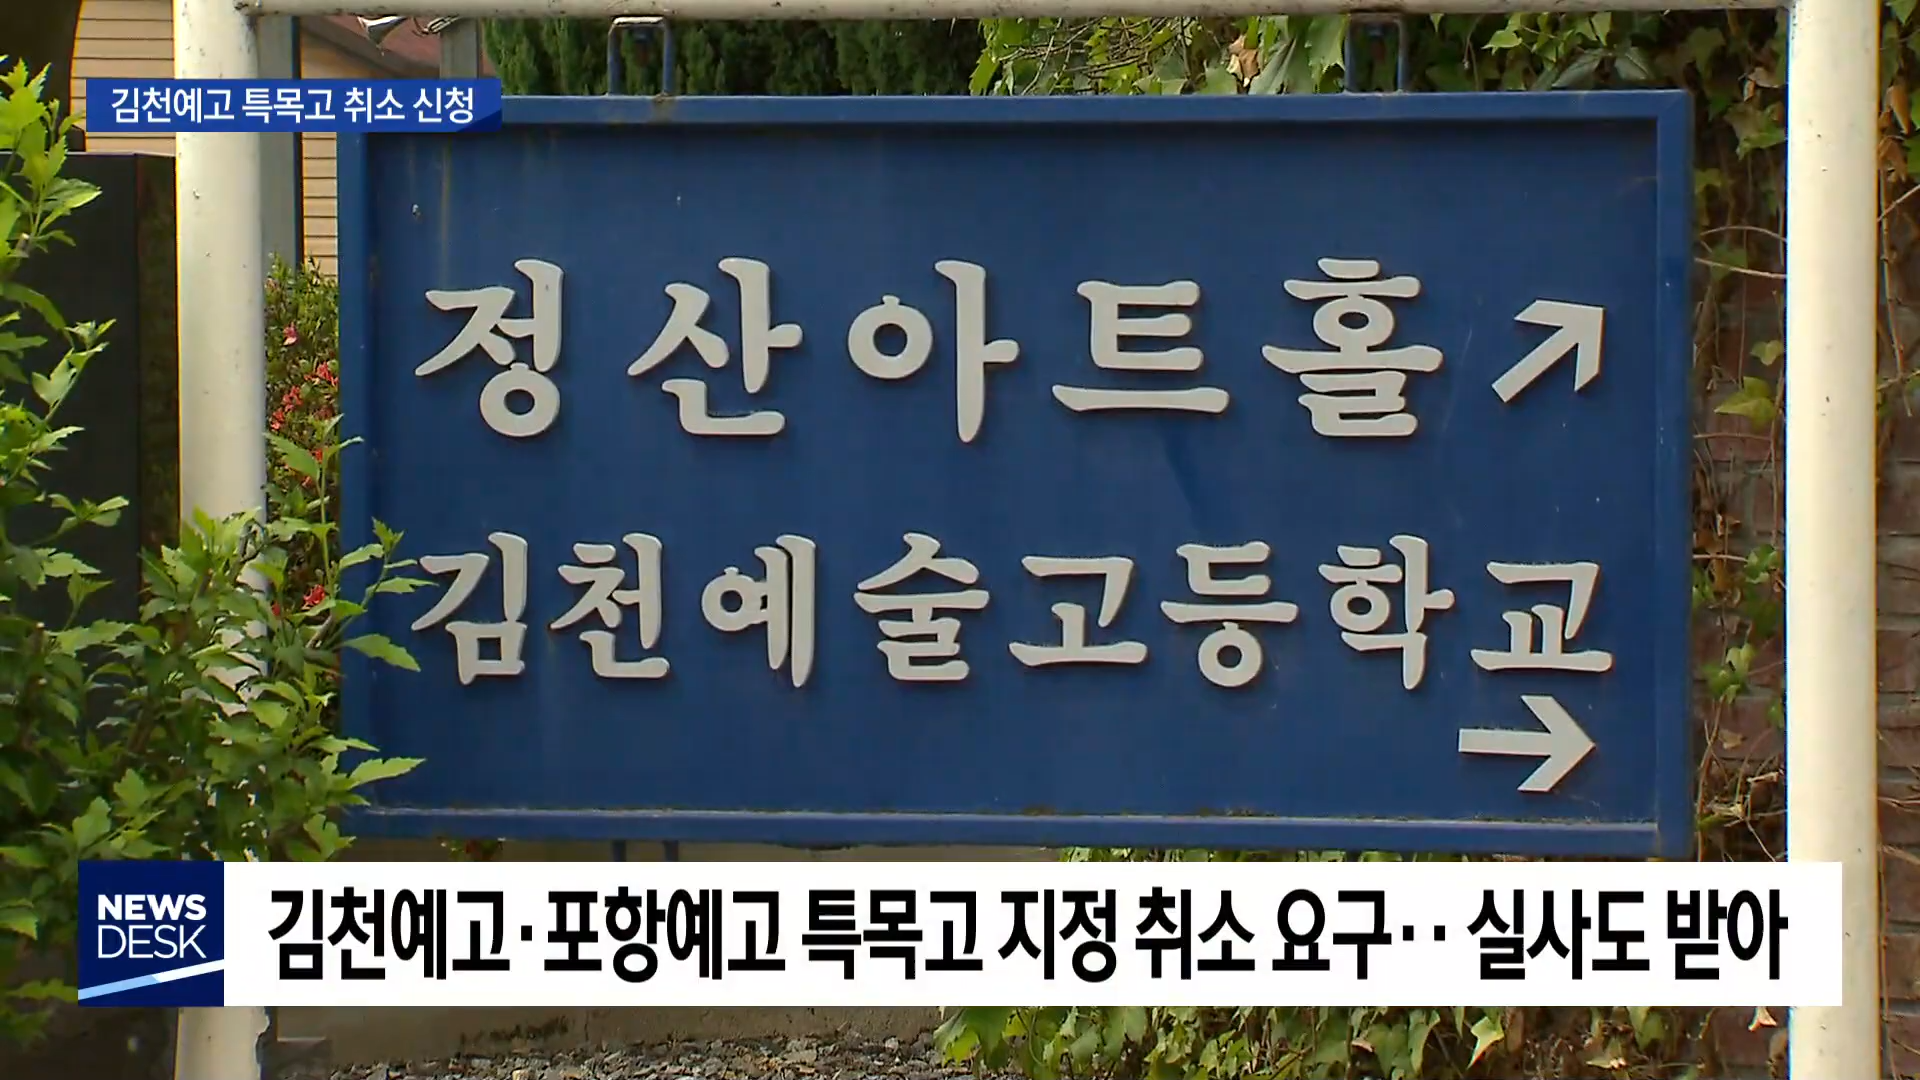 김천예고 특목고 취소 신청
정산아트홀 ↗
김천예술고등학교
→
NEWS
DESK
김천예고·포항예고 특목고 지정 취소 요구‥ 실사도 받아